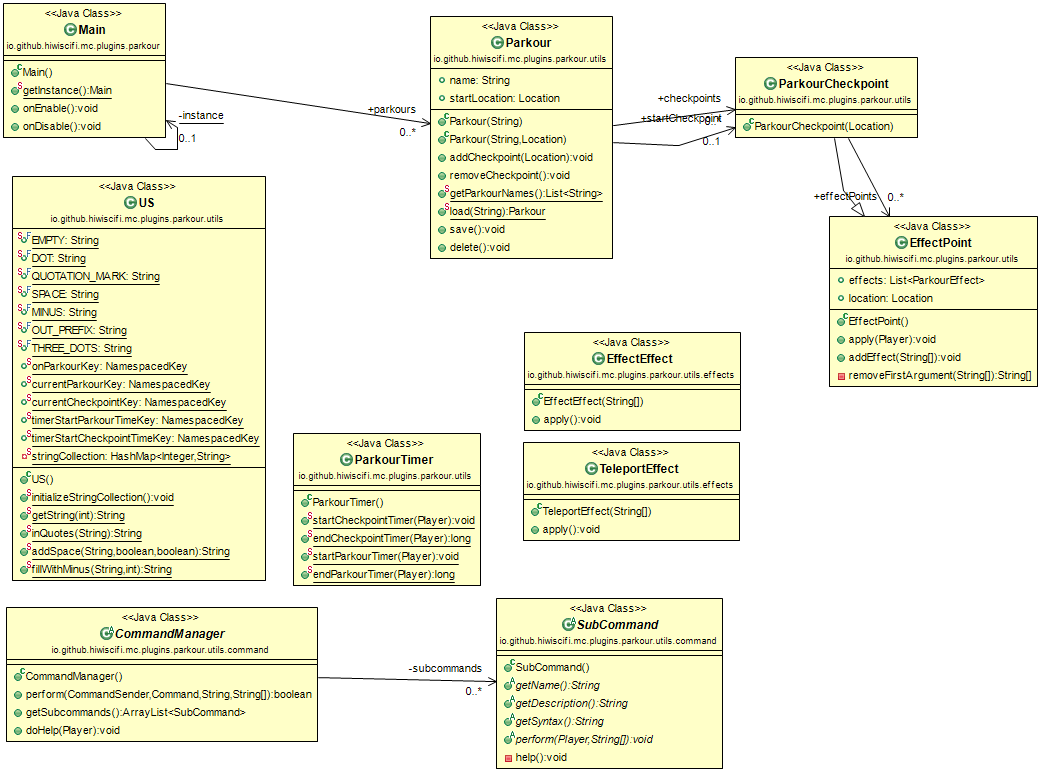 <<Java Class>>
Main
io.github.hiwiscifi.mc.plugins.parkour
Main()
getInstance():Main
onEnable():void
onDisable():void
-instance
0..1
+parkours
0..*
<<Java Class>>
Parkour
io.github.hiwiscifi.mc.plugins.parkour.utils
name: String
startLocation: Location
Parkour(String)
Parkour(String,Location)
addCheckpoint(Location):void
removeCheckpoint():void
getParkourNames():List<String>
load(String):Parkour
save():void
delete():void
+checkpoints
0..*
+startCheckpoint
0..1
<<Java Class>>
ParkourCheckpoint
io.github.hiwiscifi.mc.plugins.parkour.utils
ParkourCheckpoint(Location)
+effectPoints
0..*
<<Java Class>>
EffectPoint
io.github.hiwiscifi.mc.plugins.parkour.utils
effects: List<ParkourEffect>
location: Location
EffectPoint()
apply(Player):void
addEffect(String[]):void
removeFirstArgument(String[]):String[]
<<Java Class>>
US
io.github.hiwiscifi.mc.plugins.parkour.utils
EMPTY: String
DOT: String
QUOTATION_MARK: String
SPACE: String
MINUS: String
OUT_PREFIX: String
THREE_DOTS: String
onParkourKey: NamespacedKey
currentParkourKey: NamespacedKey
currentCheckpointKey: NamespacedKey
timerStartParkourTimeKey: NamespacedKey
timerStartCheckpointTimeKey: NamespacedKey
stringCollection: HashMap<Integer,String>
US()
initializeStringCollection():void
getString(int):String
inQuotes(String):String
addSpace(String,boolean,boolean):String
fillWithMinus(String,int):String
<<Java Class>>
EffectEffect
io.github.hiwiscifi.mc.plugins.parkour.utils.effects
EffectEffect(String[])
apply():void
<<Java Class>>
TeleportEffect
io.github.hiwiscifi.mc.plugins.parkour.utils.effects
TeleportEffect(String[])
apply():void
<<Java Class>>
ParkourTimer
io.github.hiwiscifi.mc.plugins.parkour.utils
ParkourTimer()
startCheckpointTimer(Player):void
endCheckpointTimer(Player):long
startParkourTimer(Player):void
endParkourTimer(Player):long
<<Java Class>>
CommandManager
io.github.hiwiscifi.mc.plugins.parkour.utils.command
CommandManager()
perform(CommandSender,Command,String,String[]):boolean
getSubcommands():ArrayList<SubCommand>
doHelp(Player):void
-subcommands
0..*
<<Java Class>>
SubCommand
io.github.hiwiscifi.mc.plugins.parkour.utils.command
SubCommand()
getName():String
getDescription():String
getSyntax():String
perform(Player,String[]):void
help():void